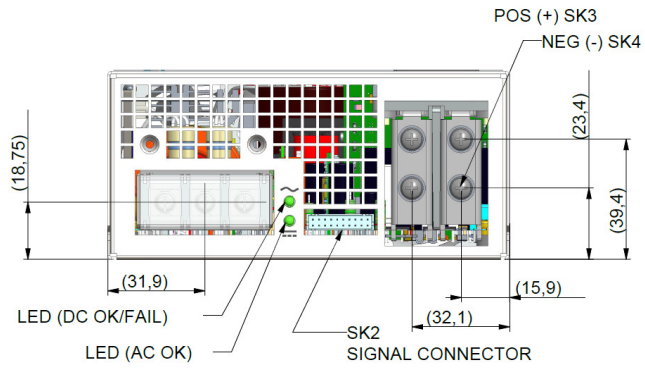 POS (+) SK3
NEG (-) SK4
(18,75)
(23,4)
(39,4)
(31,9)
(15,9)
(32,1)
LED (DC OK/FAIL)
LED (AC OK)
SK2
SIGNAL CONNECTOR